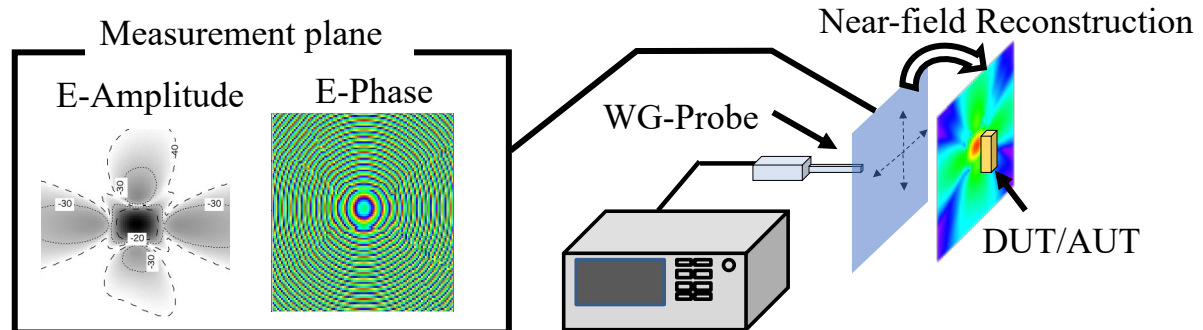 Near-field Reconstruction
Measurement plane
E-Amplitude
E-Phase
WG-Probe
DUT/AUT
-40
-30
-30
-30
-20
-30